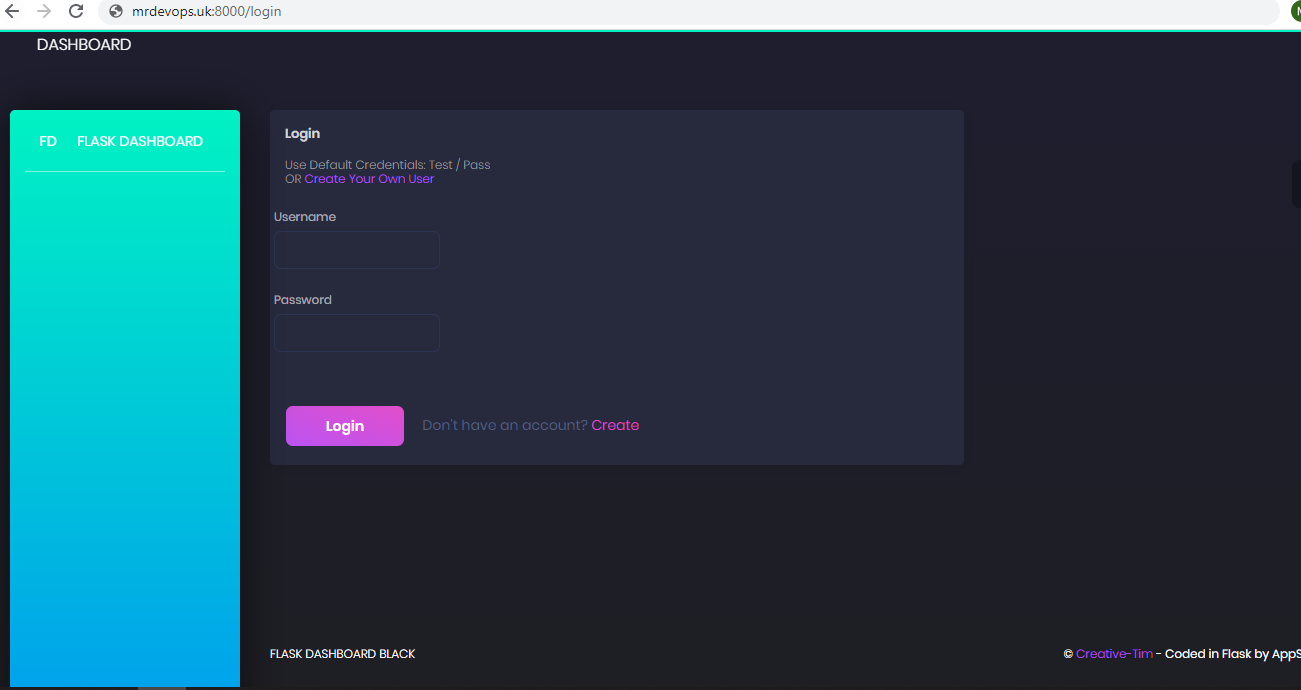 mrdevops.uk:8000/login
DASHBOARD
FD FLASK DASHBOARD
Login
Use Default Credentials: Test / Pass
OR Create Your Own User
Username
Password
Login Don't have an account? Create
FLASK DASHBOARD BLACK
© Creative-Tim - Coded in Flask by AppS